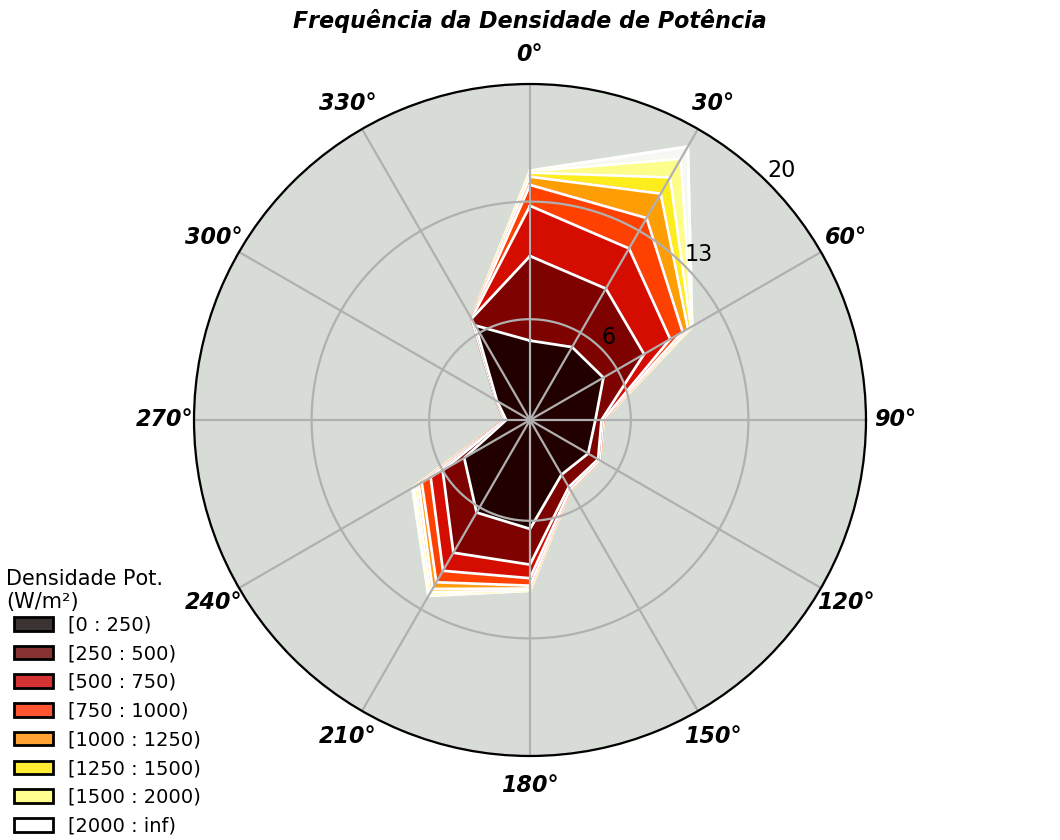 Frequência da Densidade de Potência
0°
330°
30°
20
300°
60°
13
6
270°
90°
240°
120°
210°
150°
180°
Densidade Pot.
(W/m²)
[0 : 250)
[250 : 500)
[500 : 750)
[750 : 1000)
[1000 : 1250)
[1250 : 1500)
[1500 : 2000)
[2000 : inf)